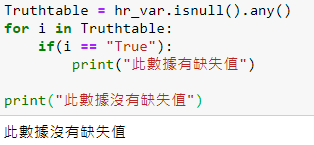 Truthtable = hr_var.isnull().any()
for i in Truthtable:
    if(i == "True"):
        print("此數據有缺失值")
print("此數據沒有缺失值")
此數據沒有缺失值